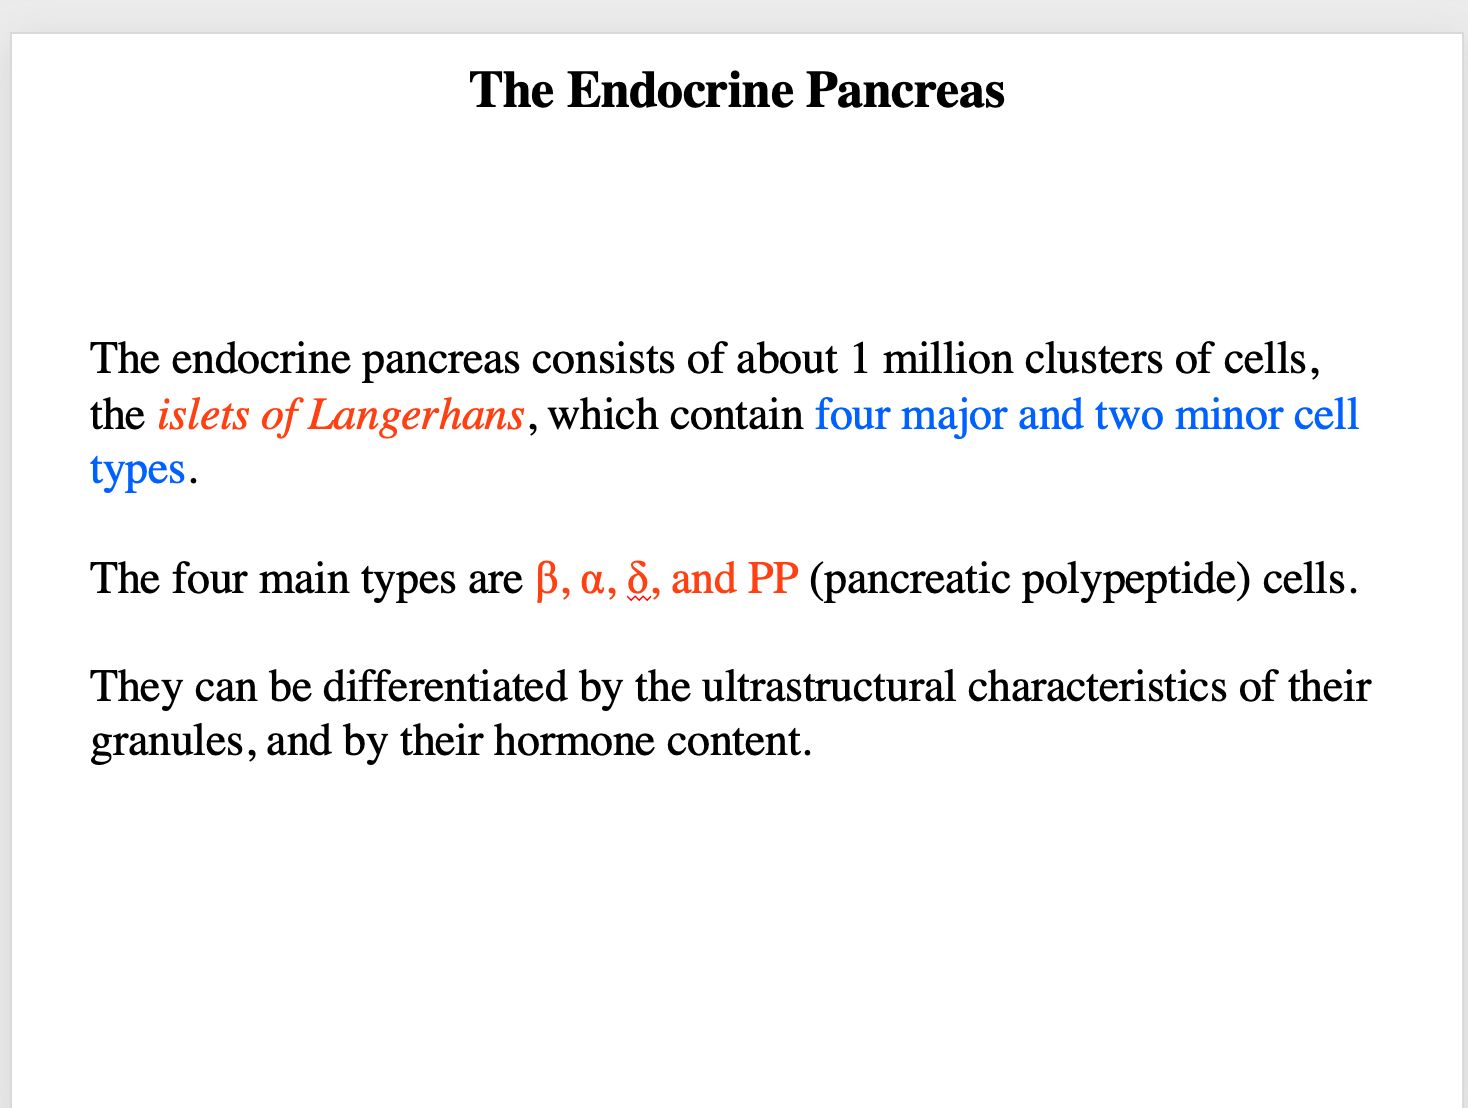 The Endocrine Pancreas
The endocrine pancreas consists of about 1 million clusters of cells,
the islets of Langerhans, which contain four major and two minor cell
types.
The four main types are β, α, δ, and PP (pancreatic polypeptide) cells.
They can be differentiated by the ultrastructural characteristics of their
granules, and by their hormone content.